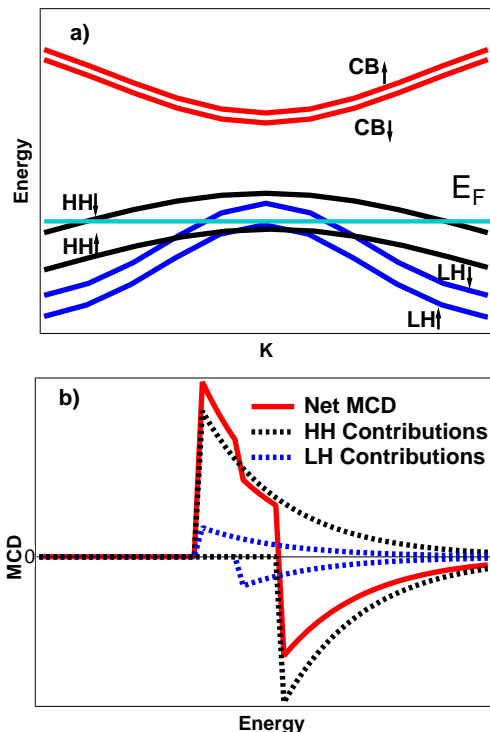 a)
CB↑
CB↓
Energy
E_F
HH↓
HH↑
LH↓
LH↑
K
b)
Net MCD
HH Contributions
LH Contributions
0
MCD
Energy